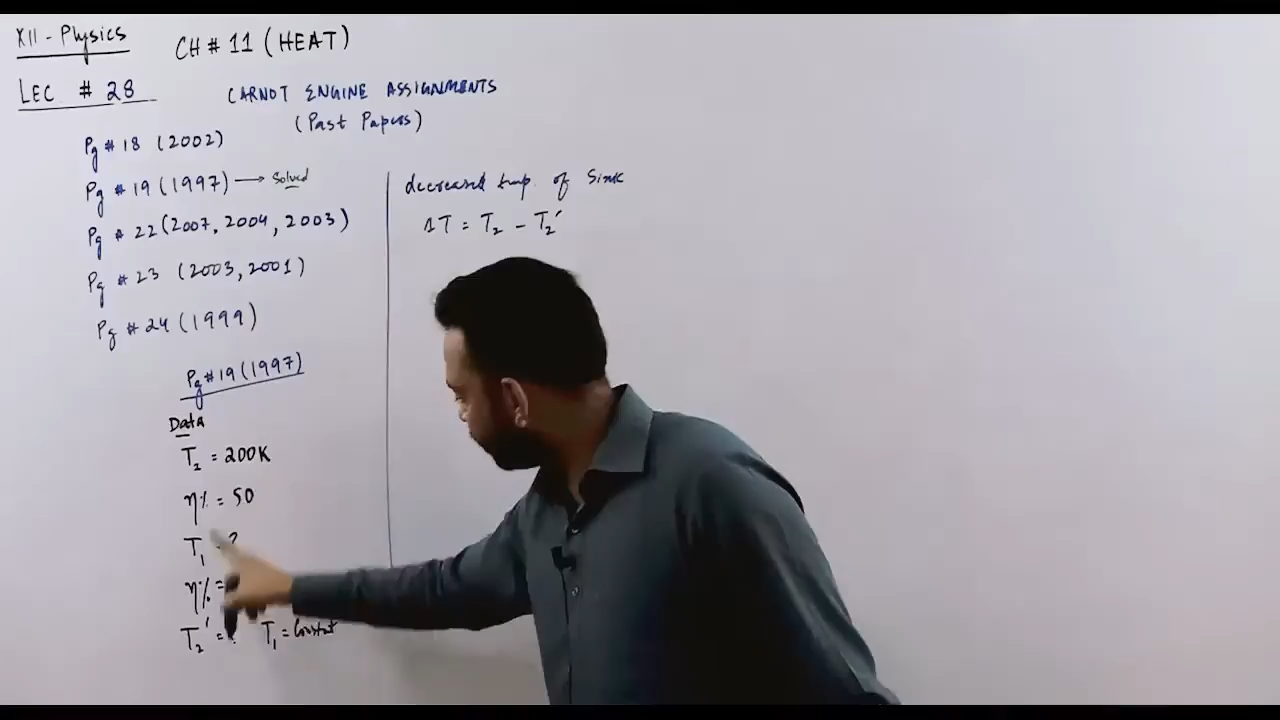 XII - Physics
CH # 11 (HEAT)
LEC # 28
CARNOT ENGINE ASSIGNMENTS
(Past Papers)
Pg # 18 (2002)
Pg # 19 (1997) → Solved
Pg # 22 (2007, 2004, 2003)
Pg # 23 (2003, 2001)
Pg # 24 (1999)
Pg # 19 (1997)
Data
T₂ = 200K
η% = 50
T₁ = ?
η% =
T₂' = ? T₁ = Constat
decreased temp. of Sink
ΔT = T₂ - T₂'